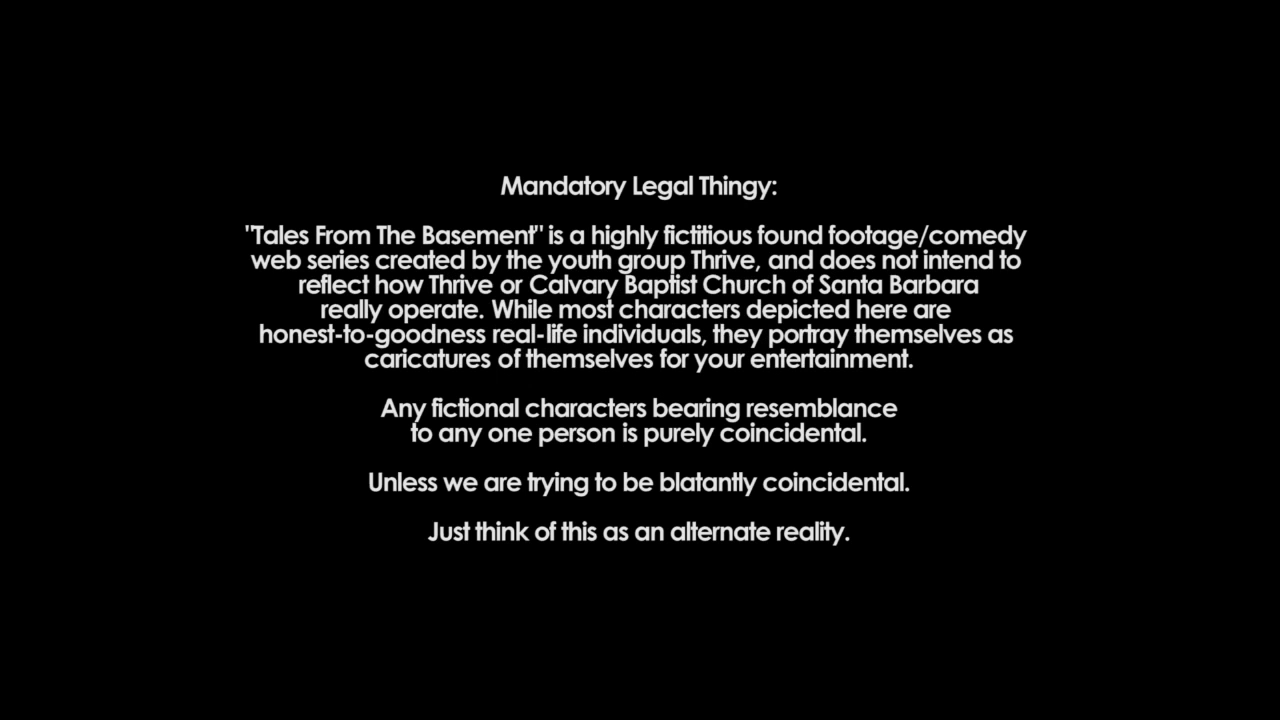 Mandatory Legal Thingy:
"Tales From The Basement" is a highly fictitious found footage/comedy
web series created by the youth group Thrive, and does not intend to
reflect how Thrive or Calvary Baptist Church of Santa Barbara
really operate. While most characters depicted here are
honest-to-goodness real-life individuals, they portray themselves as
caricatures of themselves for your entertainment.
Any fictional characters bearing resemblance
to any one person is purely coincidental.
Unless we are trying to be blatantly coincidental.
Just think of this as an alternate reality.